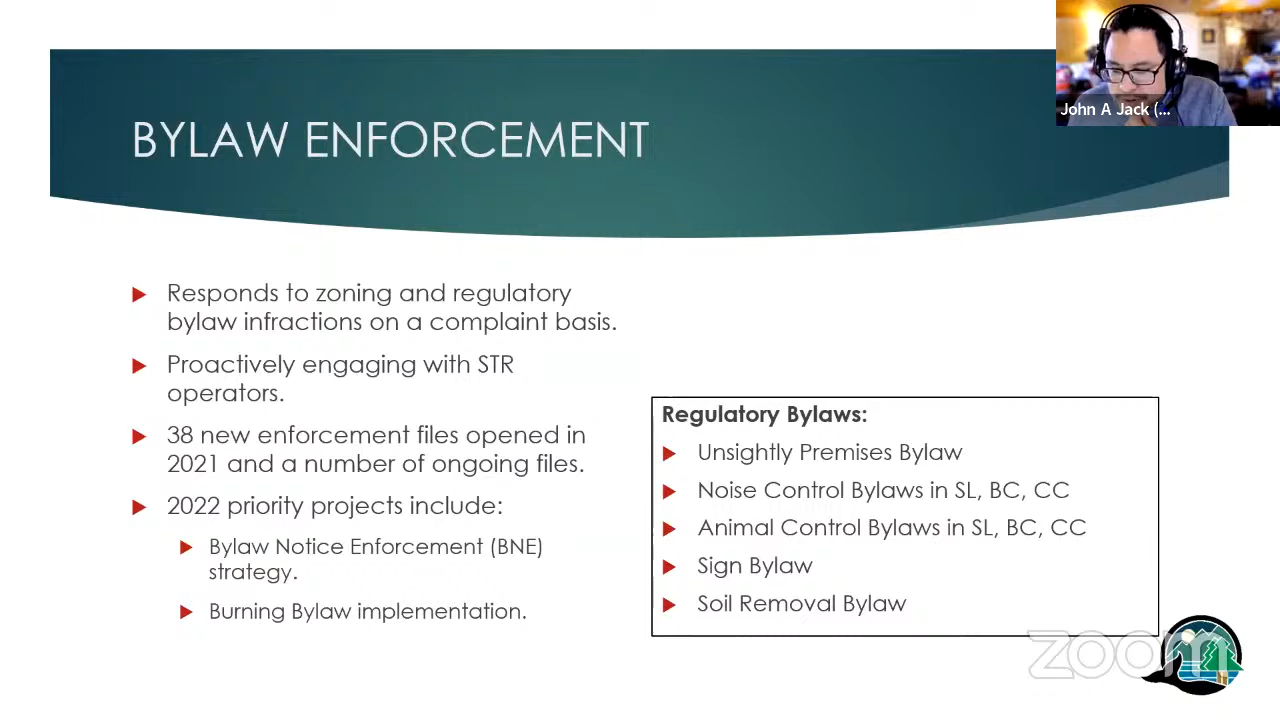 John A Jack (...
BYLAW ENFORCEMENT
Responds to zoning and regulatory
bylaw infractions on a complaint basis.
Proactively engaging with STR
operators.
38 new enforcement files opened in
2021 and a number of ongoing files.
2022 priority projects include:
Bylaw Notice Enforcement (BNE)
strategy.
Burning Bylaw implementation.
Regulatory Bylaws:
Unsightly Premises Bylaw
Noise Control Bylaws in SL, BC, CC
Animal Control Bylaws in SL, BC, CC
Sign Bylaw
Soil Removal Bylaw
zoom